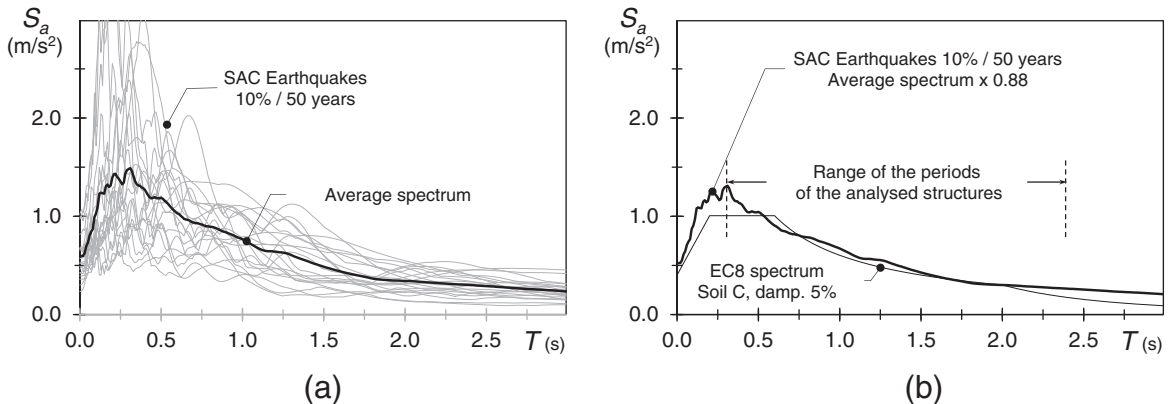 Sa
(m/s2)
2.0
1.0
0.0
SAC Earthquakes
10% / 50 years
Average spectrum
0.0 0.5 1.0 1.5 2.0 2.5 T (s)
(a)
Sa
(m/s2)
2.0
1.0
0.0
SAC Earthquakes 10% / 50 years
Average spectrum x 0.88
Range of the periods
of the analysed structures
EC8 spectrum
Soil C, damp. 5%
0.0 0.5 1.0 1.5 2.0 2.5 T (s)
(b)